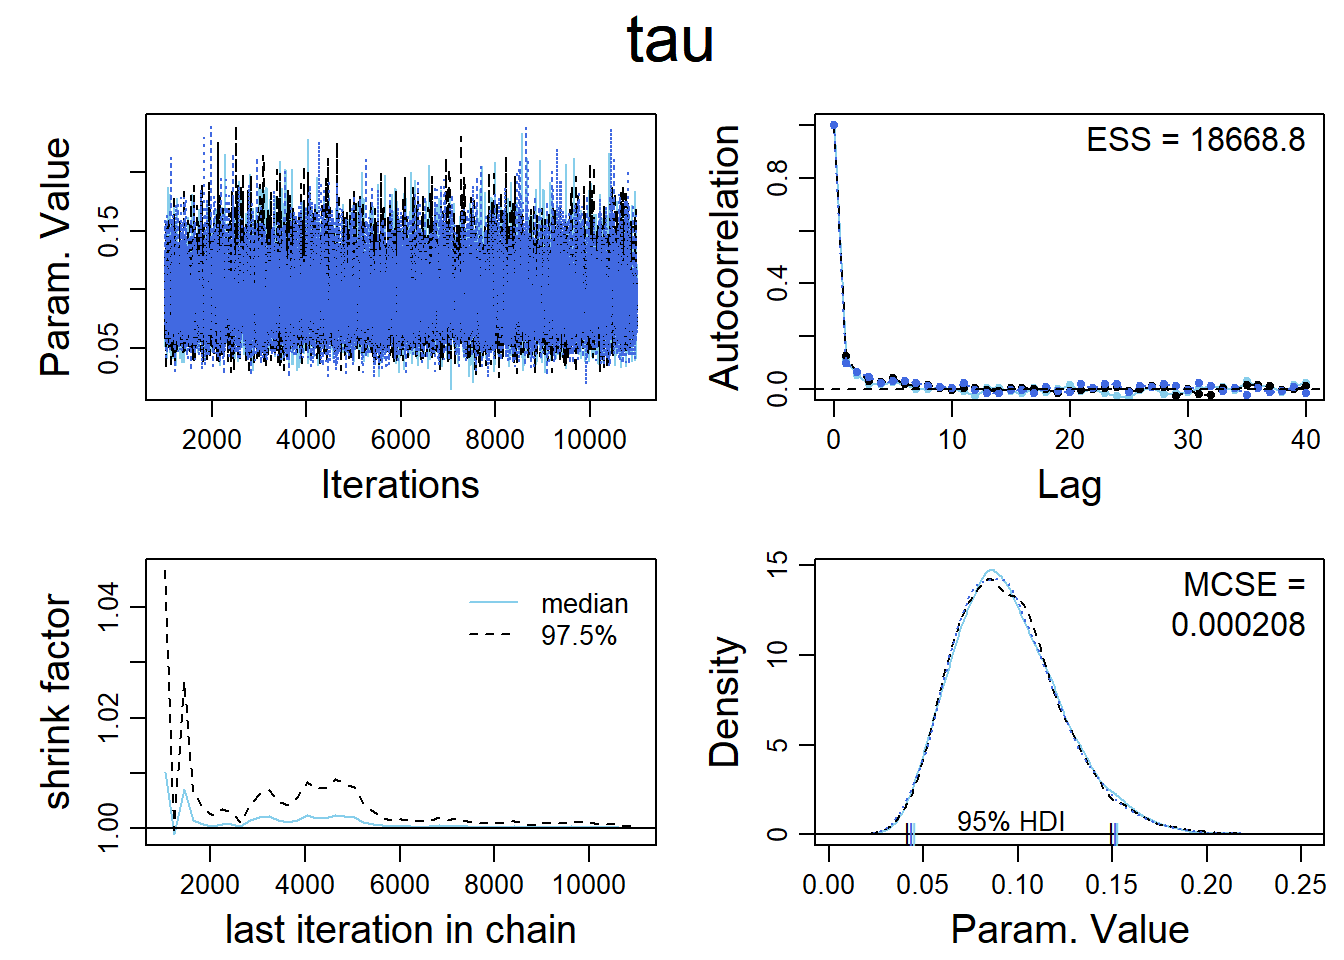 tau
Param. Value
0.05 0.15
2000 4000 6000 8000 10000
Iterations
Autocorrelation
0.0 0.4 0.8
ESS = 18668.8
0 10 20 30 40
Lag
shrink factor
1.00 1.02 1.04
median
97.5%
2000 4000 6000 8000 10000
last iteration in chain
Density
0 5 10 15
MCSE =
0.000208
95% HDI
0.00 0.05 0.10 0.15 0.20 0.25
Param. Value